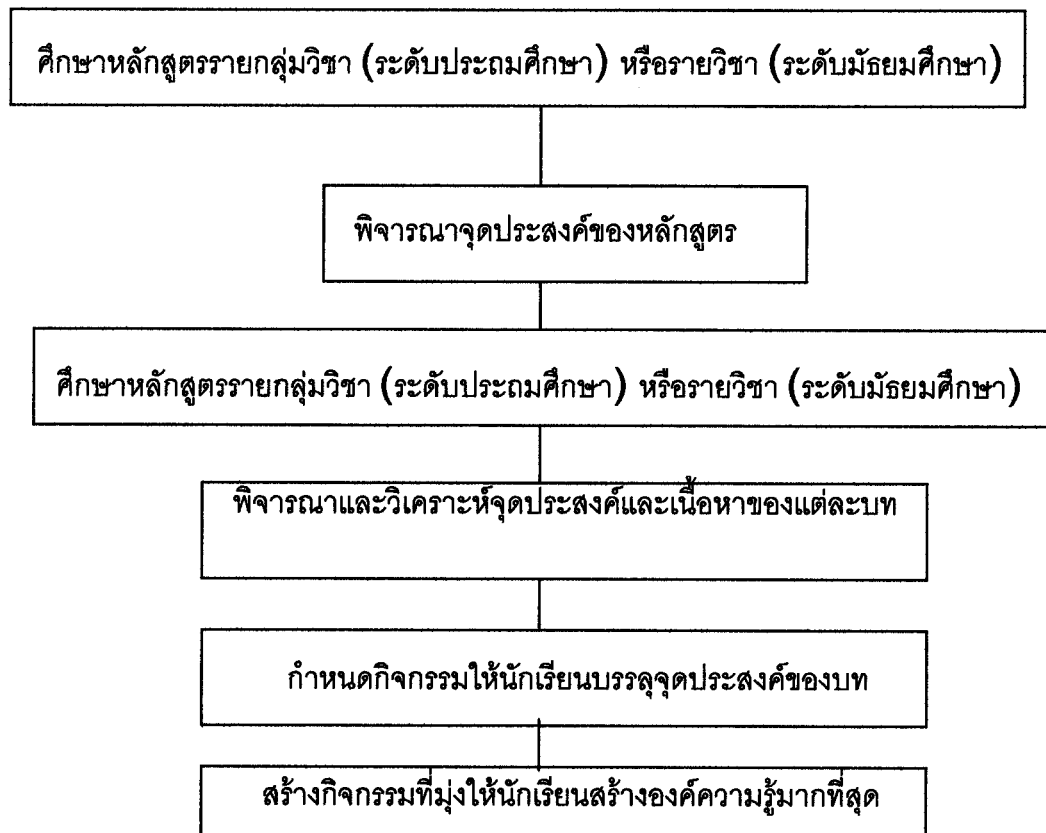 ศึกษาหลักสูตรรายกลุ่มวิชา (ระดับประถมศึกษา) หรือรายวิชา (ระดับมัธยมศึกษา)
พิจารณาจุดประสงค์ของหลักสูตร
ศึกษาหลักสูตรรายกลุ่มวิชา (ระดับประถมศึกษา) หรือรายวิชา (ระดับมัธยมศึกษา)
พิจารณาและวิเคราะห์จุดประสงค์และเนื้อหาของแต่ละบท
กำหนดกิจกรรมให้นักเรียนบรรลุจุดประสงค์ของบท
สร้างกิจกรรมที่มุ่งให้นักเรียนสร้างองค์ความรู้มากที่สุด